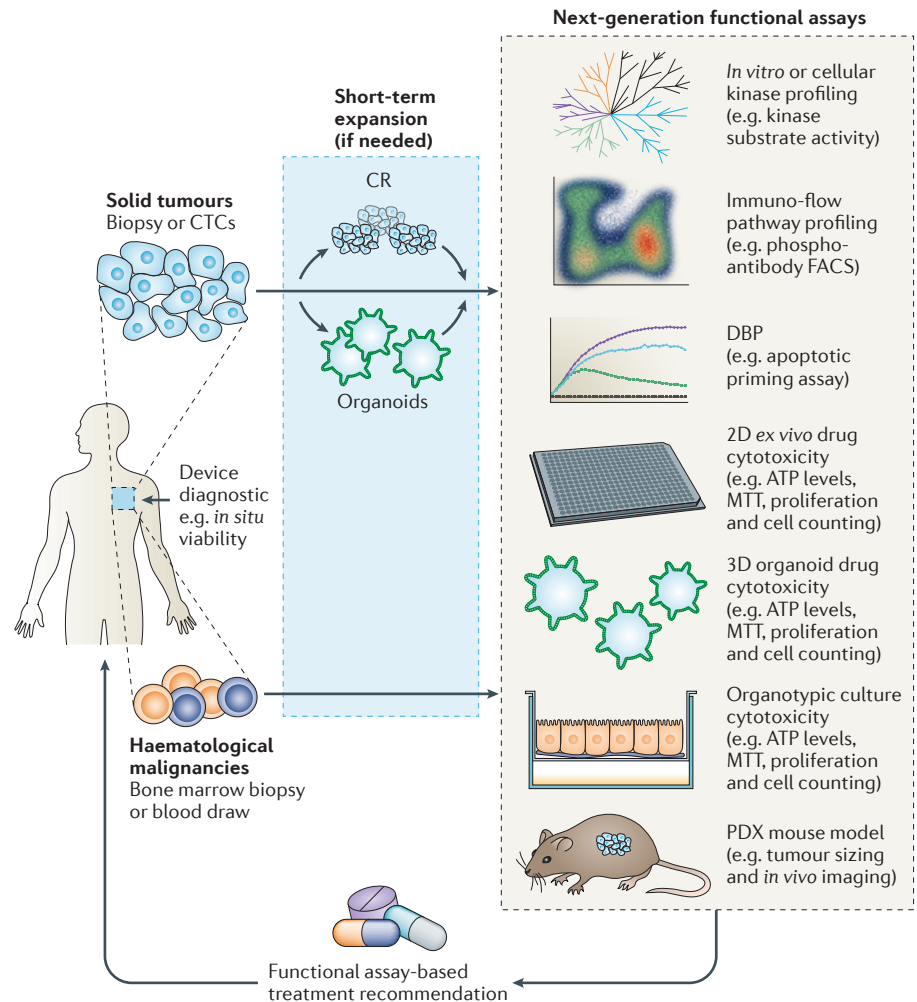 Next-generation functional assays
Short-term
expansion
(if needed)
CR
Organoids
Solid tumours
Biopsy or CTCs
Device
diagnostic
e.g. in situ
viability
Haematological
malignancies
Bone marrow biopsy
or blood draw
In vitro or cellular
kinase profiling
(e.g. kinase
substrate activity)
Immuno-flow
pathway profiling
(e.g. phospho-
antibody FACS)
DBP
(e.g. apoptotic
priming assay)
2D ex vivo drug
cytotoxicity
(e.g. ATP levels,
MTT, proliferation
and cell counting)
3D organoid drug
cytotoxicity
(e.g. ATP levels,
MTT, proliferation
and cell counting)
Organotypic culture
cytotoxicity
(e.g. ATP levels,
MTT, proliferation
and cell counting)
PDX mouse model
(e.g. tumour sizing
and in vivo imaging)
Functional assay-based
treatment recommendation